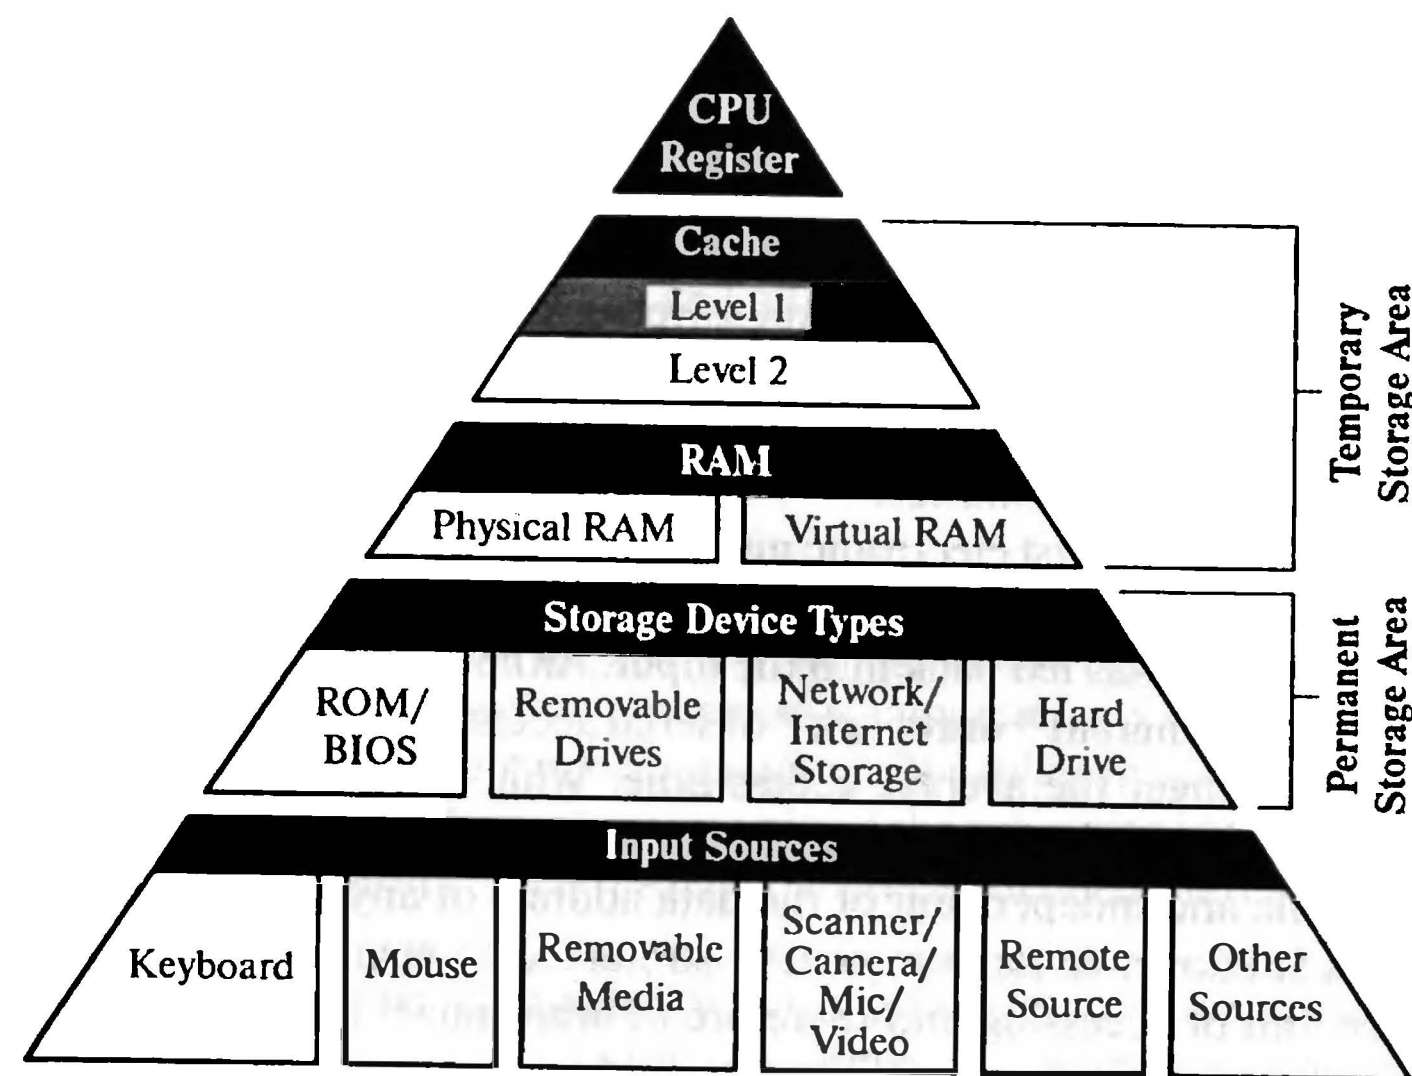 CPU
Register
Cache
Level 1
Level 2
RAM
Physical RAM
Virtual RAM
Temporary
Storage Area
Storage Device Types
ROM/
BIOS
Removable
Drives
Network/
Internet
Storage
Hard
Drive
Permanent
Storage Area
Input Sources
Keyboard
Mouse
Removable
Media
Scanner/
Camera/
Mic/
Video
Remote
Source
Other
Sources